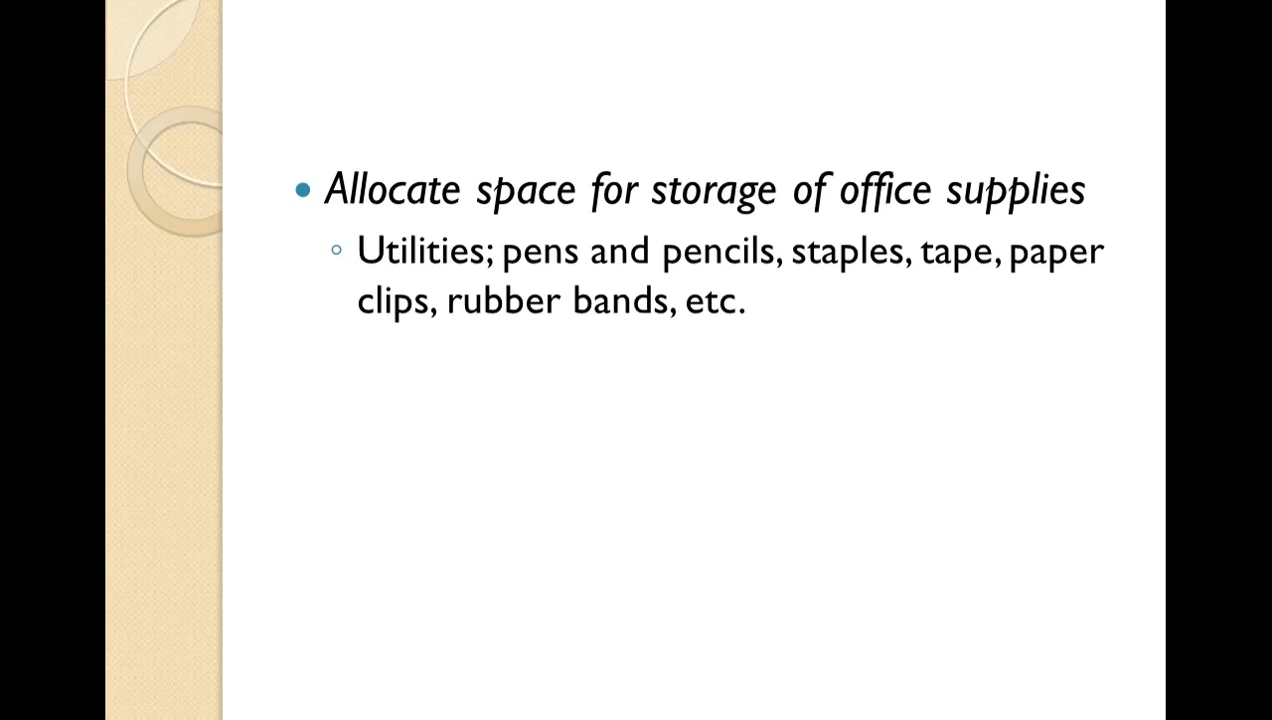 Allocate space for storage of office supplies
Utilities; pens and pencils, staples, tape, paper
clips, rubber bands, etc.